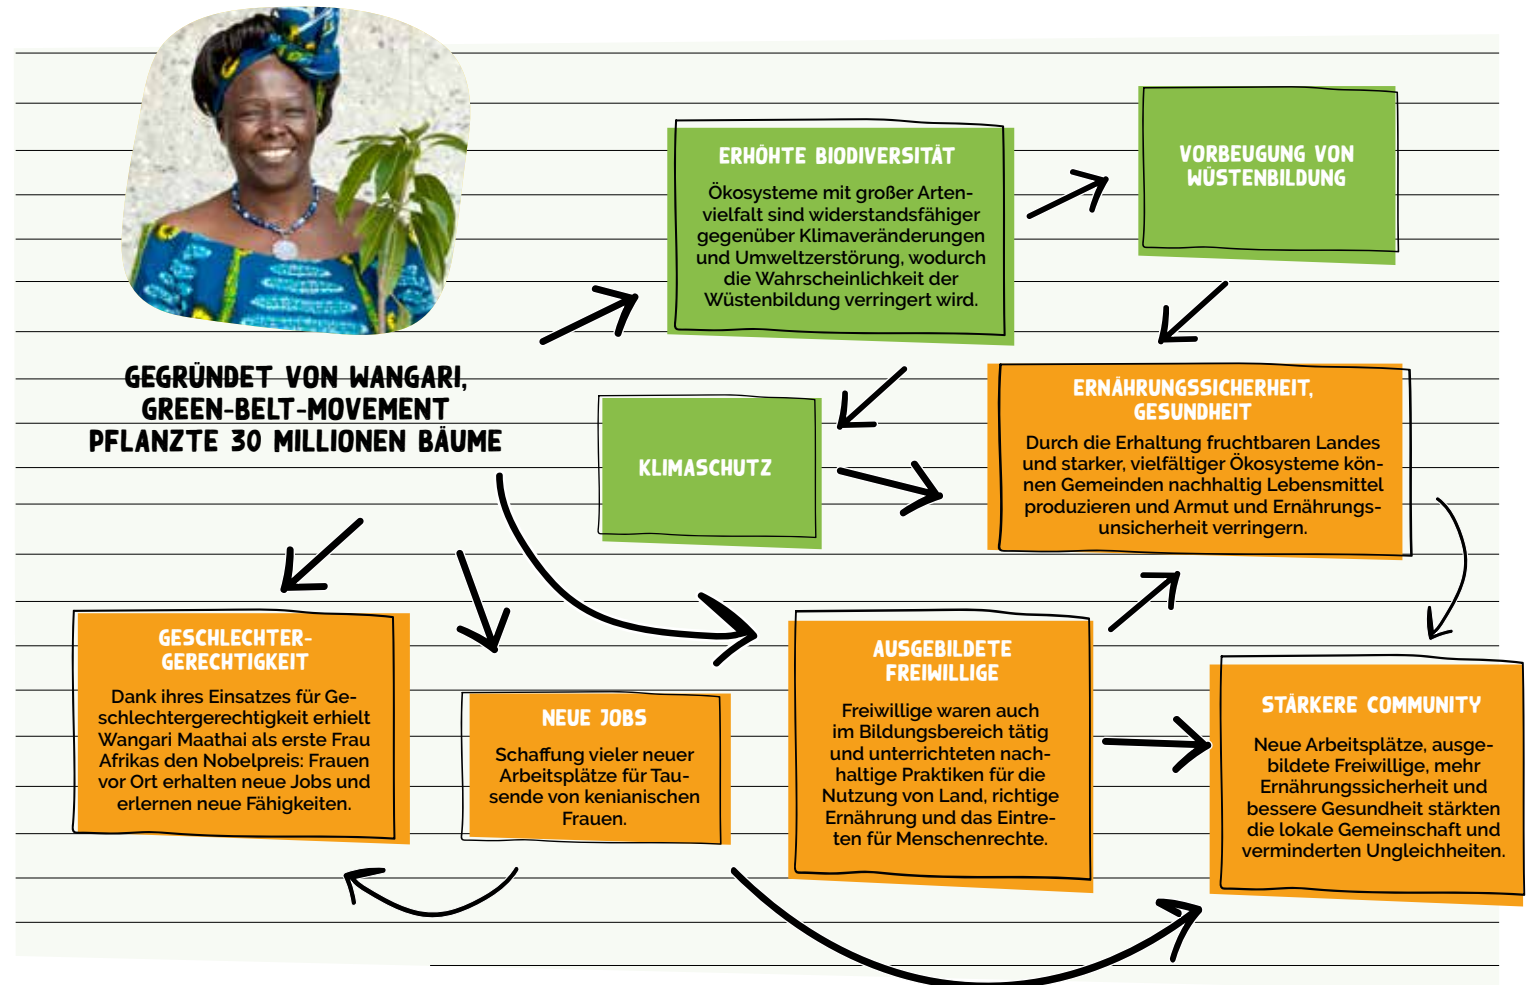 GEGRÜNDET VON WANGARI,
GREEN-BELT-MOVEMENT
PFLANZTE 30 MILLIONEN BÄUME
ERHÖHTE BIODIVERSITÄT
Ökosysteme mit großer Arten-
vielfalt sind widerstandsfähiger
gegenüber Klimaveränderungen
und Umweltzerstörung, wodurch
die Wahrscheinlichkeit der
Wüstenbildung verringert wird.
VORBEUGUNG VON
WÜSTENBILDUNG
KLIMASCHUTZ
ERNÄHRUNGSSICHERHEIT,
GESUNDHEIT
Durch die Erhaltung fruchtbaren Landes
und starker, vielfältiger Ökosysteme kön-
nen Gemeinden nachhaltig Lebensmittel
produzieren und Armut und Ernährungs-
unsicherheit verringern.
GESCHLECHTER-
GERECHTIGKEIT
Dank ihres Einsatzes für Ge-
schlechtergerechtigkeit erhielt
Wangari Maathai als erste Frau
Afrikas den Nobelpreis: Frauen
vor Ort erhalten neue Jobs und
erlernen neue Fähigkeiten.
NEUE JOBS
Schaffung vieler neuer
Arbeitsplätze für Tau-
sende von kenianischen
Frauen.
AUSGEBILDETE
FREIWILLIGE
Freiwillige waren auch
im Bildungsbereich tätig
und unterrichteten nach-
haltige Praktiken für die
Nutzung von Land, richtige
Ernährung und das Eintre-
ten für Menschenrechte.
STÄRKERE COMMUNITY
Neue Arbeitsplätze, ausge-
bildete Freiwillige, mehr
Ernährungssicherheit und
bessere Gesundheit stärkten
die lokale Gemeinschaft und
verminderten Ungleichheiten.